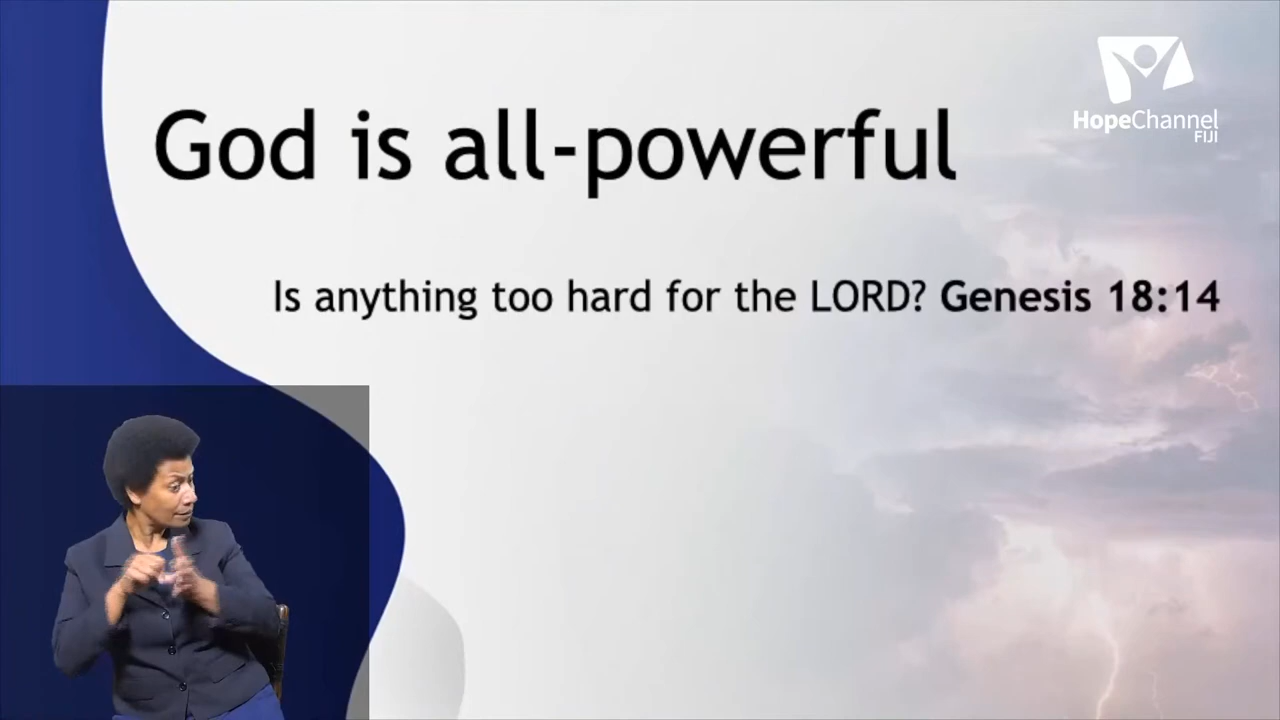 HopeChannel
FIJI
God is all-powerful
Is anything too hard for the LORD? Genesis 18:14